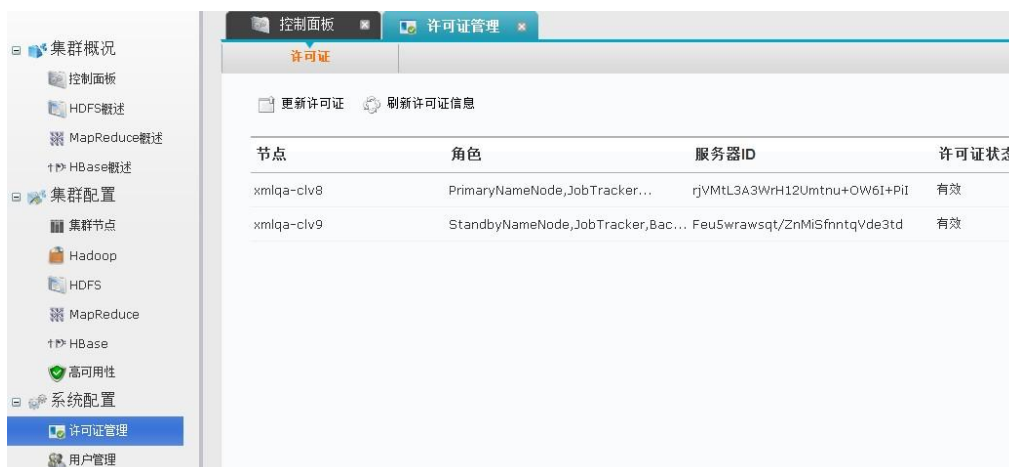 控制面板
许可证管理
集群概况
控制面板
HDFS概述
MapReduce概述
HBase概述
集群配置
集群节点
Hadoop
HDFS
MapReduce
HBase
高可用性
系统配置
许可证管理
用户管理
许可证
更新许可证 刷新许可证信息
节点 角色 服务器ID 许可证状态
xmlqa-clv8 PrimaryNameNode,JobTracker... rjVMtL3A3WrH12Umtnu+OW6I+PiI 有效
xmlqa-clv9 StandbyNameNode,JobTracker,Bac... Feu5wrawsqt/ZnMiSfnntqVde3td 有效